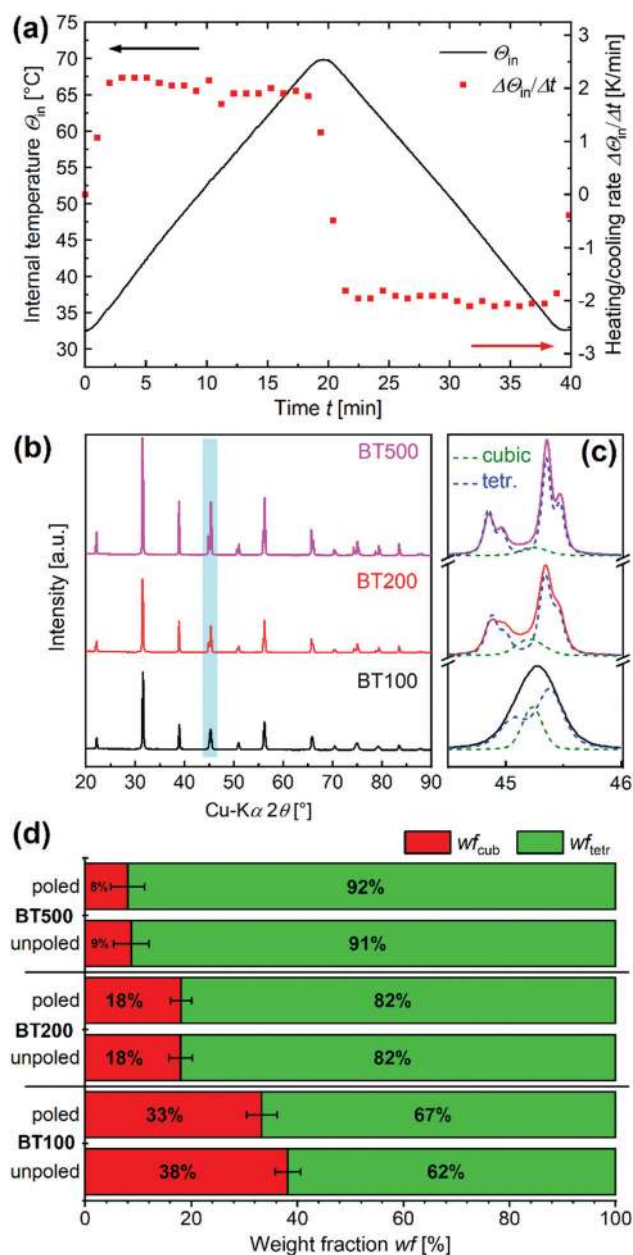 (a)
75
70
65
60
55
50
45
40
35
30
Internal temperature Θin [°C]
Θin
ΔΘin/Δt
3
2
1
0
-1
-2
-3
Heating/cooling rate ΔΘin/Δt [K/min]
0 5 10 15 20 25 30 35 40
Time t [min]
(b)
BT500
BT200
BT100
Intensity [a.u.]
20 30 40 50 60 70 80 90
Cu-Kα 2θ [°]
(c)
cubic
tetr.
45 46
(d)
wfcub wftetr
poled 8% 92%
BT500
unpoled 9% 91%
poled 18% 82%
BT200
unpoled 18% 82%
poled 33% 67%
BT100
unpoled 38% 62%
0 20 40 60 80 100
Weight fraction wf [%]